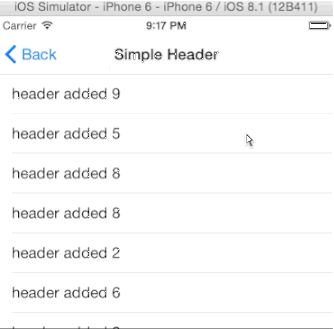 iOS Simulator - iPhone 6 - iPhone 6 / iOS 8.1 (12B411)
Carrier 9:17 PM
Back Simple Header
header added 9
header added 5
header added 8
header added 8
header added 2
header added 6